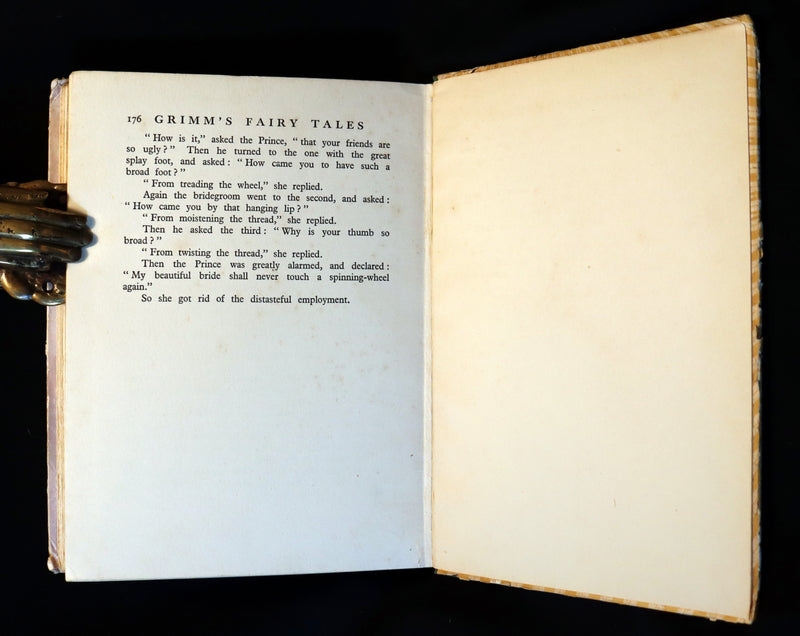 176 GRIMM'S FAIRY TALES
“ How is it,” asked the Prince, “ that your friends are
so ugly ? ” Then he turned to the one with the great
splay foot, and asked : “ How came you to have such a
broad foot ? ”
“ From treading the wheel,” she replied.
Again the bridegroom went to the second, and asked :
“ How came you by that hanging lip ? ”
“ From moistening the thread,” she replied.
Then he asked the third : “ Why is your thumb so
broad ? ”
“ From twisting the thread,” she replied.
Then the Prince was greatly alarmed, and declared :
“ My beautiful bride shall never touch a spinning-wheel
again.”
So she got rid of the distasteful employment.